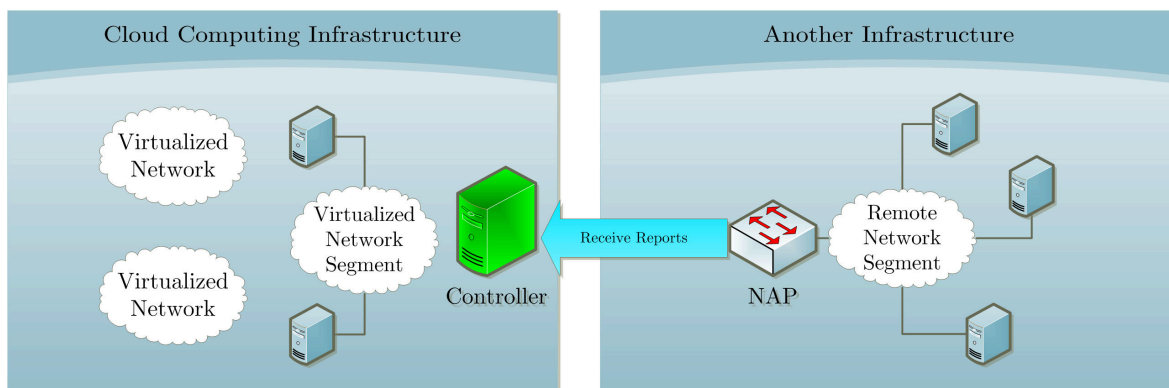 Cloud Computing Infrastructure
Virtualized
Network
Virtualized
Network
Segment
Virtualized
Network
Controller
Receive Reports
Another Infrastructure
NAP
Remote
Network
Segment